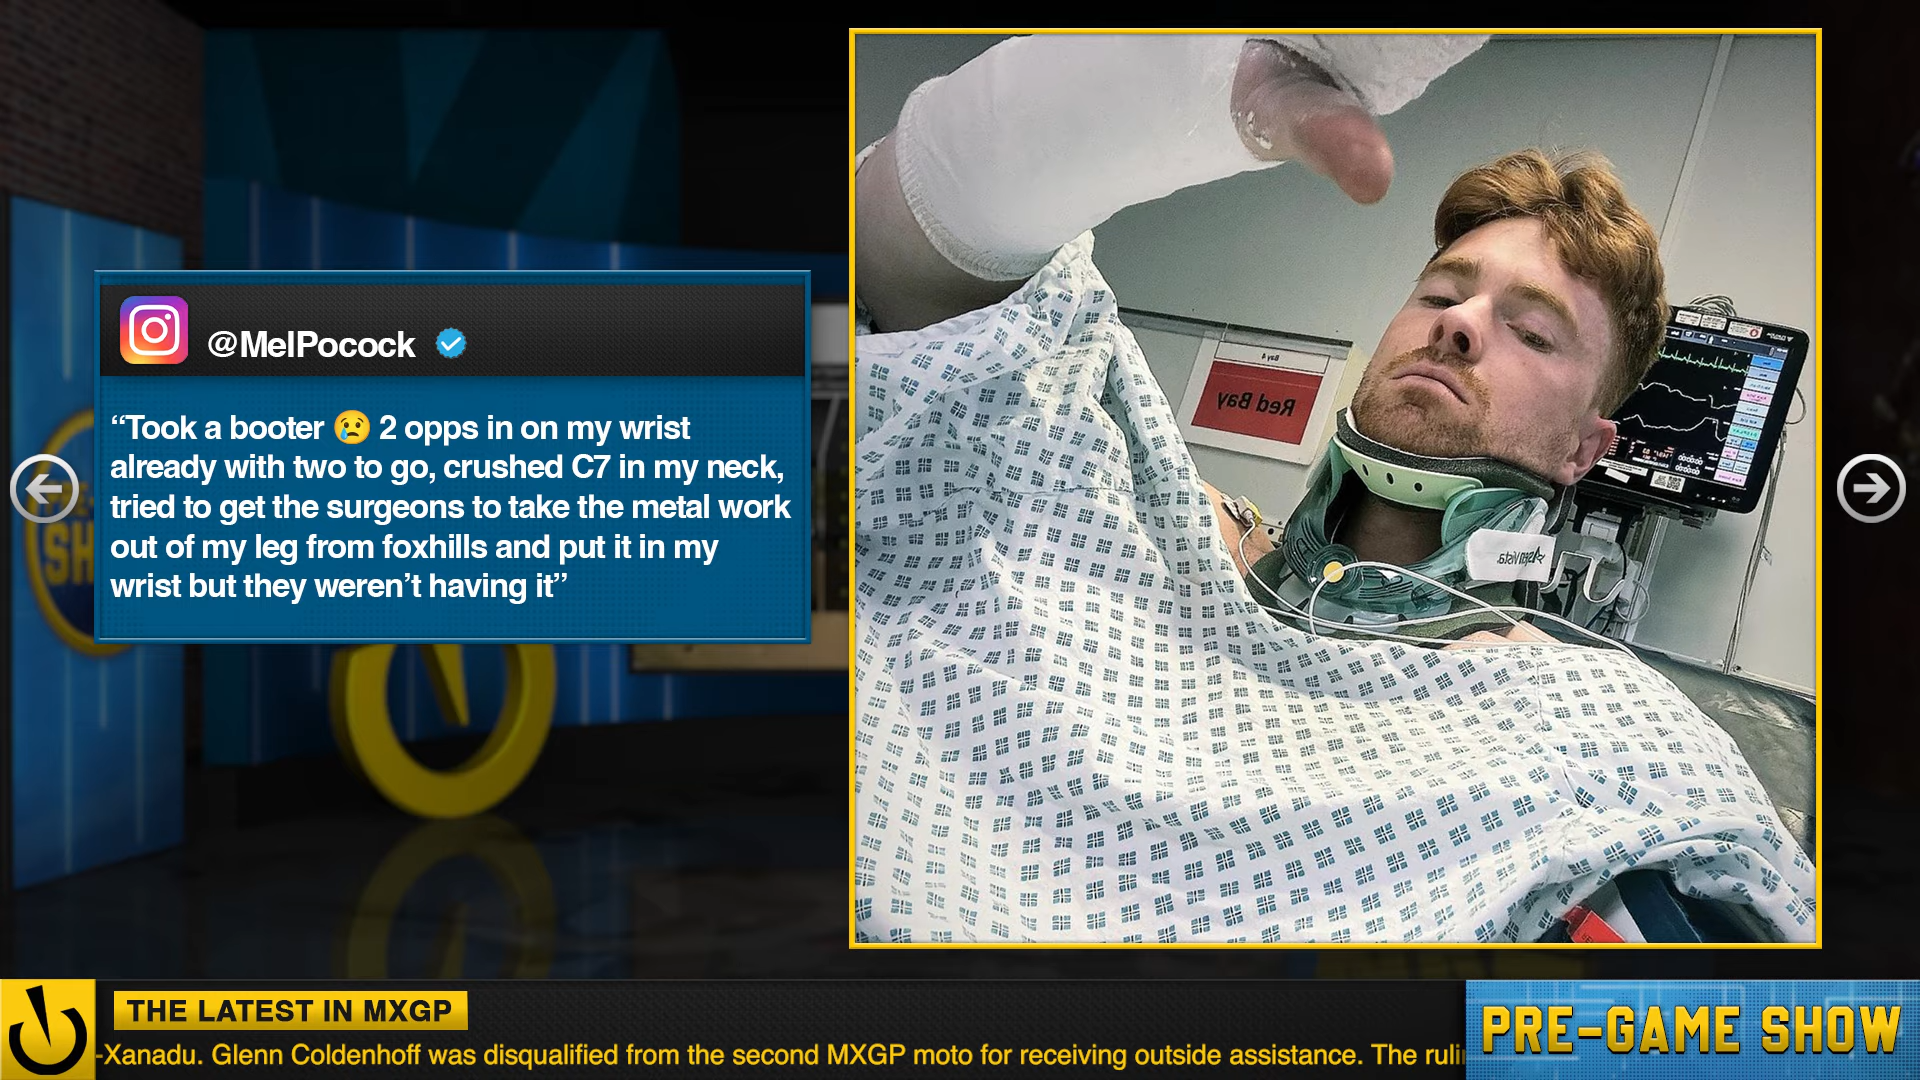 @MelPocock
“Took a booter 😢 2 opps in on my wrist
already with two to go, crushed C7 in my neck,
tried to get the surgeons to take the metal work
out of my leg from foxhills and put it in my
wrist but they weren’t having it”
Bay 4
Red Bay
THE LATEST IN MXGP
-Xanadu. Glenn Coldenhoff was disqualified from the second MXGP moto for receiving outside assistance. The ruli
PRE-GAME SHOW